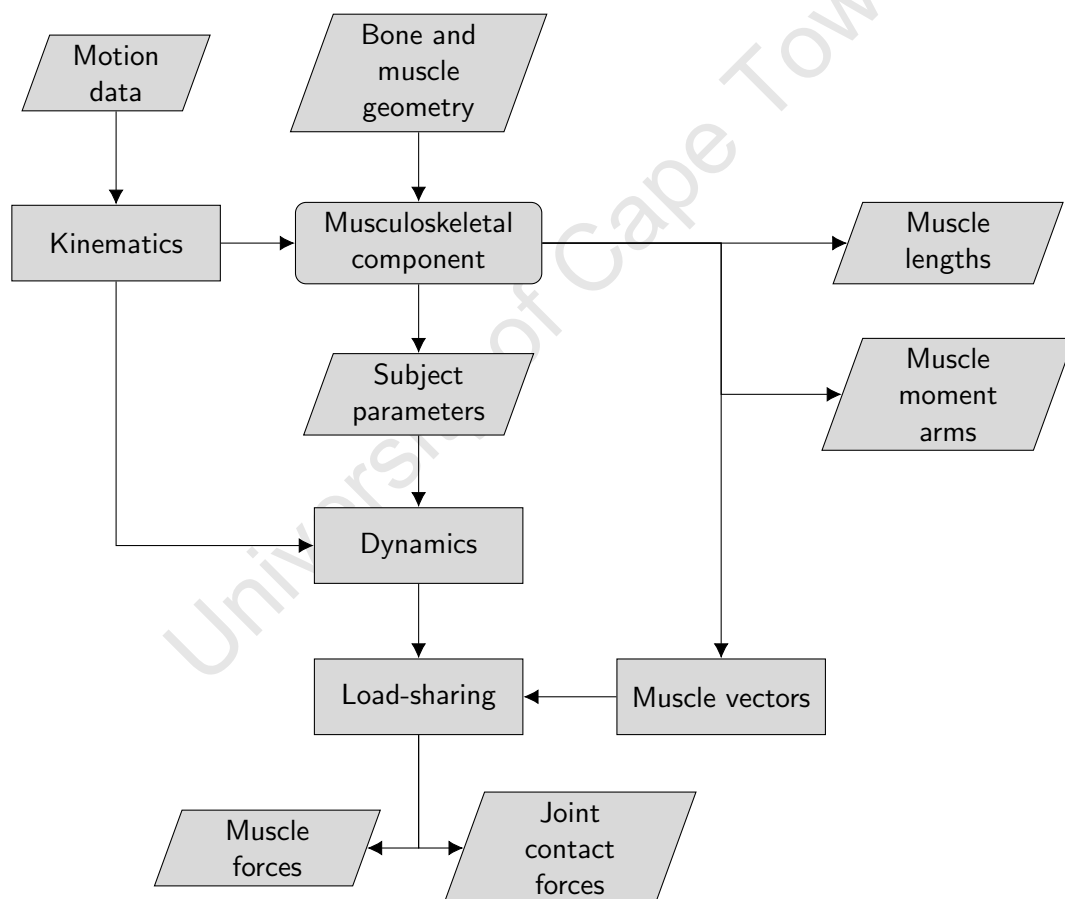 Motion
data
Bone and
muscle
geometry
Kinematics
Musculoskeletal
component
Muscle
lengths
Subject
parameters
Muscle
moment
arms
Dynamics
Load-sharing
Muscle vectors
Muscle
forces
Joint
contact
forces
University of Cape Tow